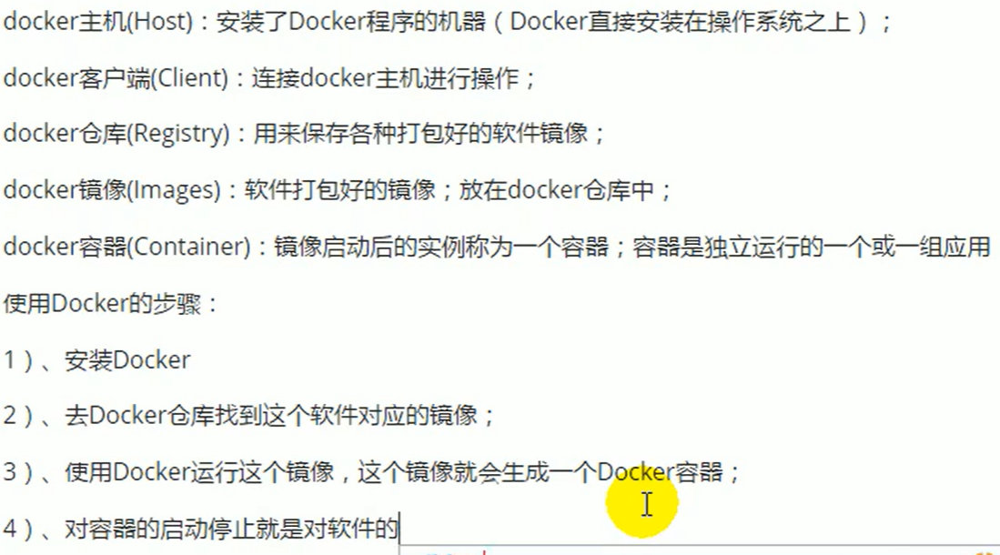 docker主机(Host)：安装了Docker程序的机器（Docker直接安装在操作系统之上）；
docker客户端(Client)：连接docker主机进行操作；
docker仓库(Registry)：用来保存各种打包好的软件镜像；
docker镜像(Images)：软件打包好的镜像；放在docker仓库中；
docker容器(Container)：镜像启动后的实例称为一个容器；容器是独立运行的一个或一组应用
使用Docker的步骤：
1）、安装Docker
2）、去Docker仓库找到这个软件对应的镜像；
3）、使用Docker运行这个镜像，这个镜像就会生成一个Docker容器；
4）、对容器的启动停止就是对软件的